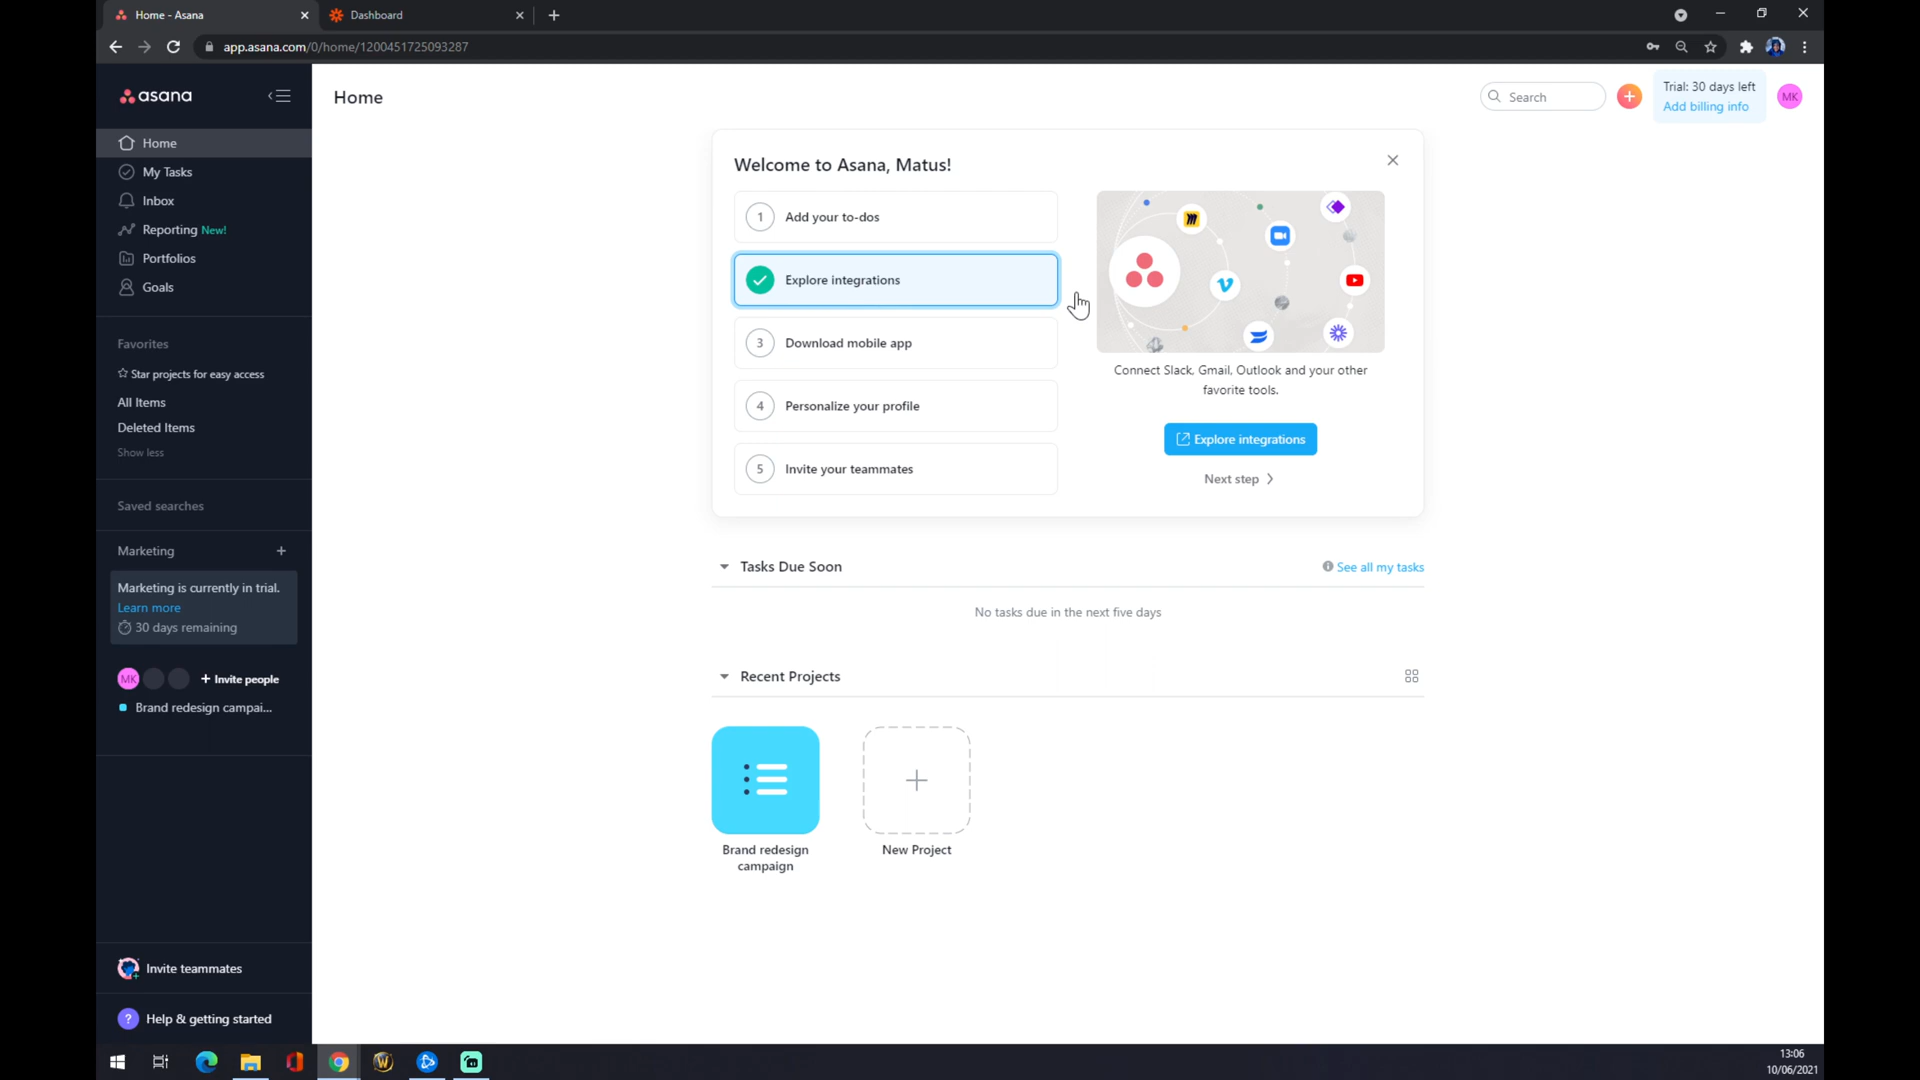 Home - Asana
Dashboard
app.asana.com/0/home/1200451725093287
asana
Home
Search
Trial: 30 days left
Add billing info
MK
Home
My Tasks
Inbox
Reporting New!
Portfolios
Goals
Favorites
Star projects for easy access
All Items
Deleted Items
Show less
Saved searches
Marketing
Marketing is currently in trial.
Learn more
30 days remaining
MK
Invite people
Brand redesign campai...
Invite teammates
? Help & getting started
Welcome to Asana, Matus!
1 Add your to-dos
Explore integrations
3 Download mobile app
4 Personalize your profile
5 Invite your teammates
Connect Slack, Gmail, Outlook and your other
favorite tools.
Explore integrations
Next step
Tasks Due Soon
See all my tasks
No tasks due in the next five days
Recent Projects
Brand redesign
campaign
New Project
13:06
10/06/2021